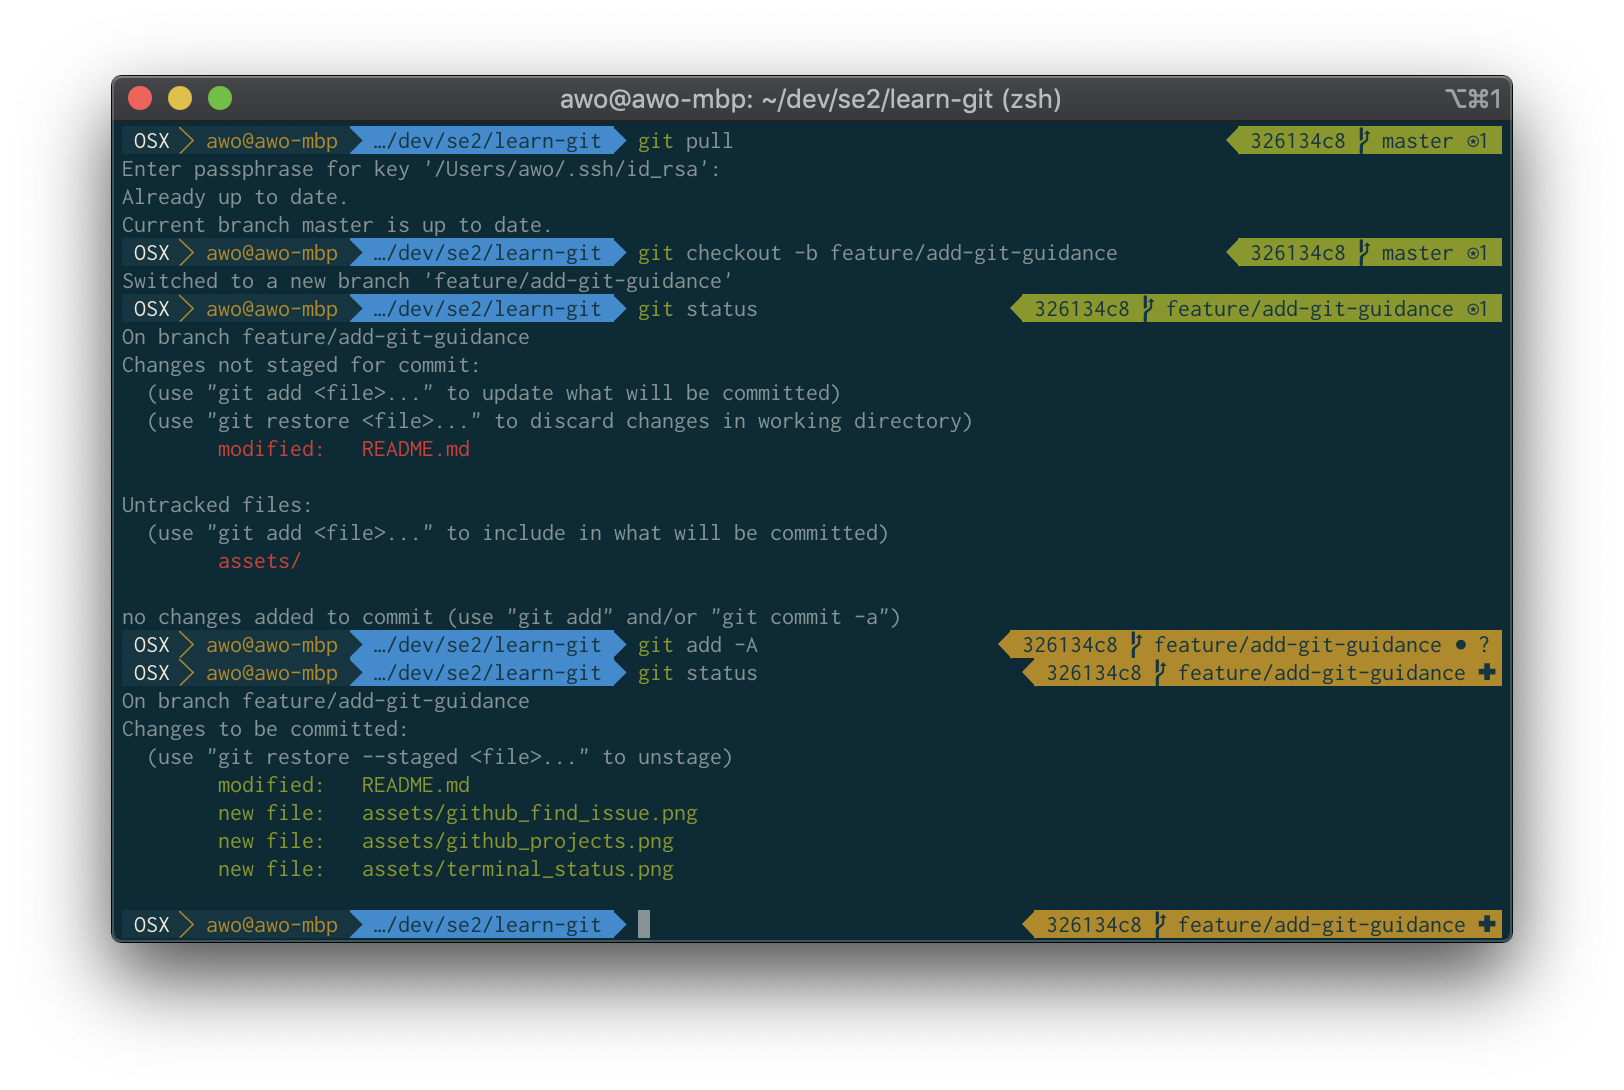 awo@awo-mbp: ~/dev/se2/learn-git (zsh) ⌥⌘1
OSX awo@awo-mbp …/dev/se2/learn-git git pull 326134c8 master ⍟1
Enter passphrase for key '/Users/awo/.ssh/id_rsa':
Already up to date.
Current branch master is up to date.
OSX awo@awo-mbp …/dev/se2/learn-git git checkout -b feature/add-git-guidance 326134c8 master ⍟1
Switched to a new branch 'feature/add-git-guidance'
OSX awo@awo-mbp …/dev/se2/learn-git git status 326134c8 feature/add-git-guidance ⍟1
On branch feature/add-git-guidance
Changes not staged for commit:
  (use "git add <file>..." to update what will be committed)
  (use "git restore <file>..." to discard changes in working directory)
        modified:   README.md

Untracked files:
  (use "git add <file>..." to include in what will be committed)
        assets/

no changes added to commit (use "git add" and/or "git commit -a")
OSX awo@awo-mbp …/dev/se2/learn-git git add -A 326134c8 feature/add-git-guidance ● ?
OSX awo@awo-mbp …/dev/se2/learn-git git status 326134c8 feature/add-git-guidance ✚
On branch feature/add-git-guidance
Changes to be committed:
  (use "git restore --staged <file>..." to unstage)
        modified:   README.md
        new file:   assets/github_find_issue.png
        new file:   assets/github_projects.png
        new file:   assets/terminal_status.png

OSX awo@awo-mbp …/dev/se2/learn-git 326134c8 feature/add-git-guidance ✚